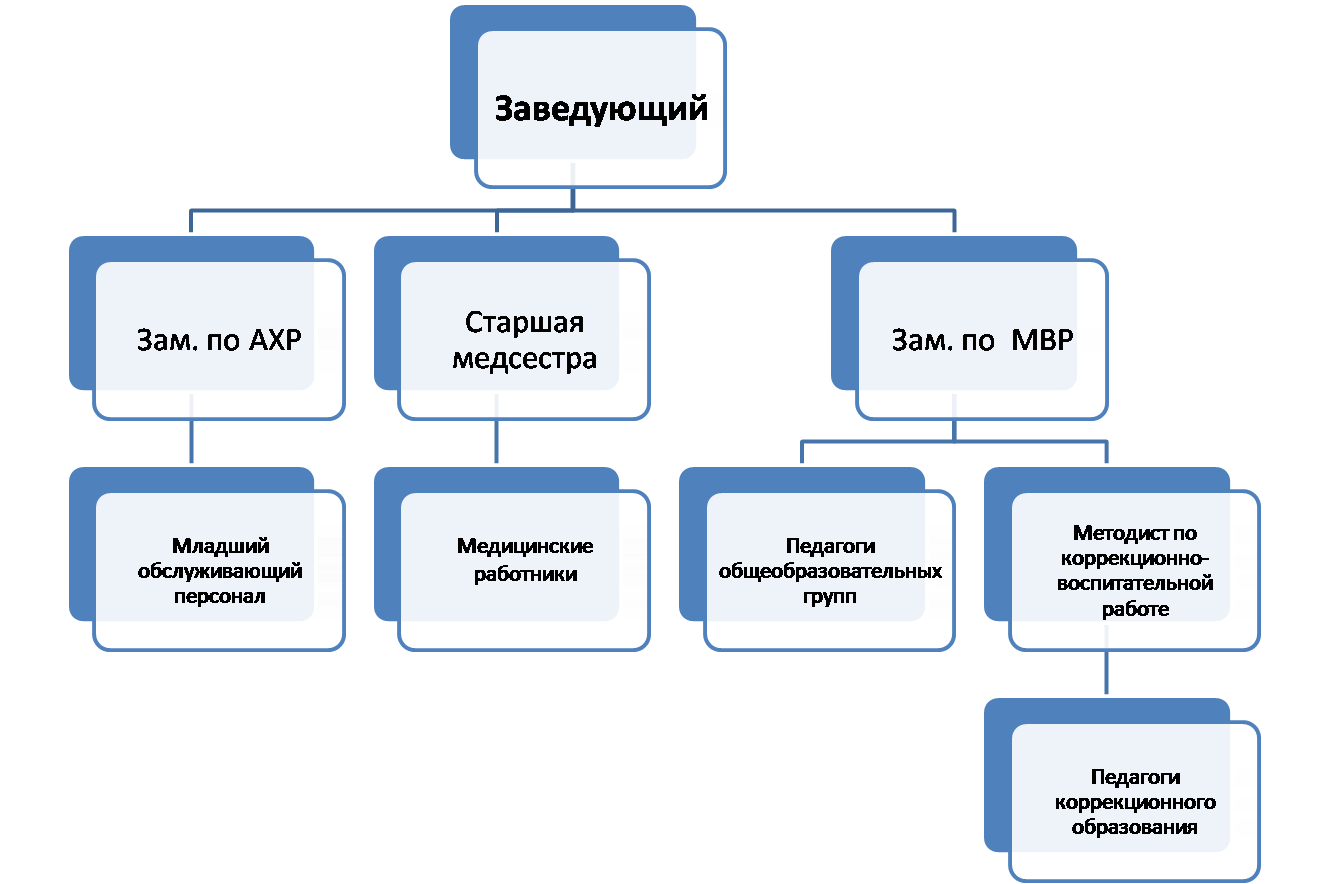 Заведующий
Зам. по АХР
Старшая
медсестра
Зам. по  МВР
Младший
обслуживающий
персонал
Медицинские
работники
Педагоги
общеобразовательных
групп
Методист по
коррекционно-
воспитательной
работе
Педагоги
коррекционного
образования